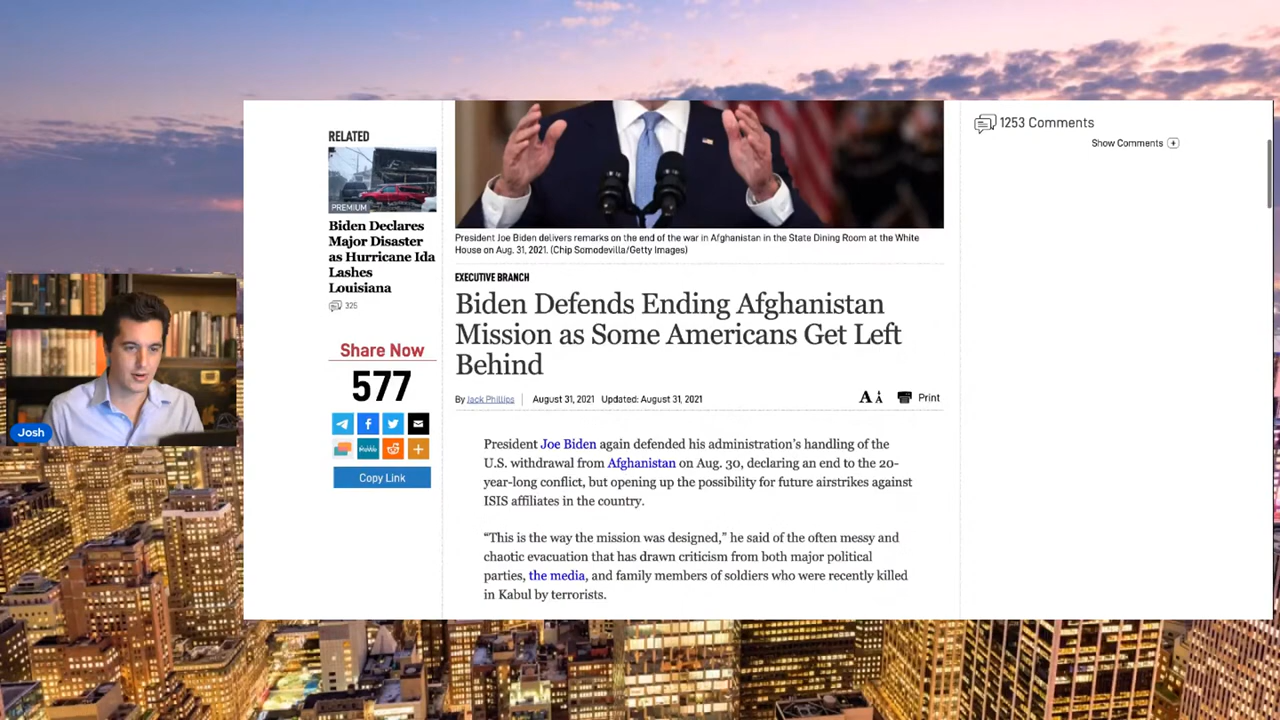 RELATED
PREMIUM
Biden Declares
Major Disaster
as Hurricane Ida
Lashes
Louisiana
325
Share Now
577
Copy Link
President Joe Biden delivers remarks on the end of the war in Afghanistan in the State Dining Room at the White
House on Aug. 31, 2021. (Chip Somodevilla/Getty Images)
EXECUTIVE BRANCH
Biden Defends Ending Afghanistan
Mission as Some Americans Get Left
Behind
By Jack Phillips August 31, 2021 Updated: August 31, 2021
A A Print
President Joe Biden again defended his administration’s handling of the
U.S. withdrawal from Afghanistan on Aug. 30, declaring an end to the 20-
year-long conflict, but opening up the possibility for future airstrikes against
ISIS affiliates in the country.
“This is the way the mission was designed,” he said of the often messy and
chaotic evacuation that has drawn criticism from both major political
parties, the media, and family members of soldiers who were recently killed
in Kabul by terrorists.
1253 Comments
Show Comments +
Josh